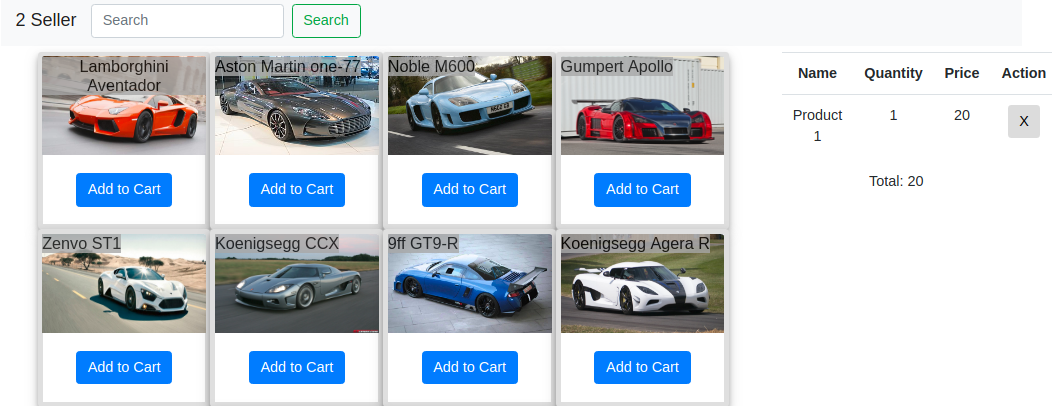 2 Seller Search Search
Lamborghini Aventador
Aston Martin one-77
Noble M600
Gumpert Apollo
Add to Cart Add to Cart Add to Cart Add to Cart
Zenvo ST1
Koenigsegg CCX
9ff GT9-R
Koenigsegg Agera R
Add to Cart Add to Cart Add to Cart Add to Cart
Name Quantity Price Action
Product 1 1 20 X
Total: 20